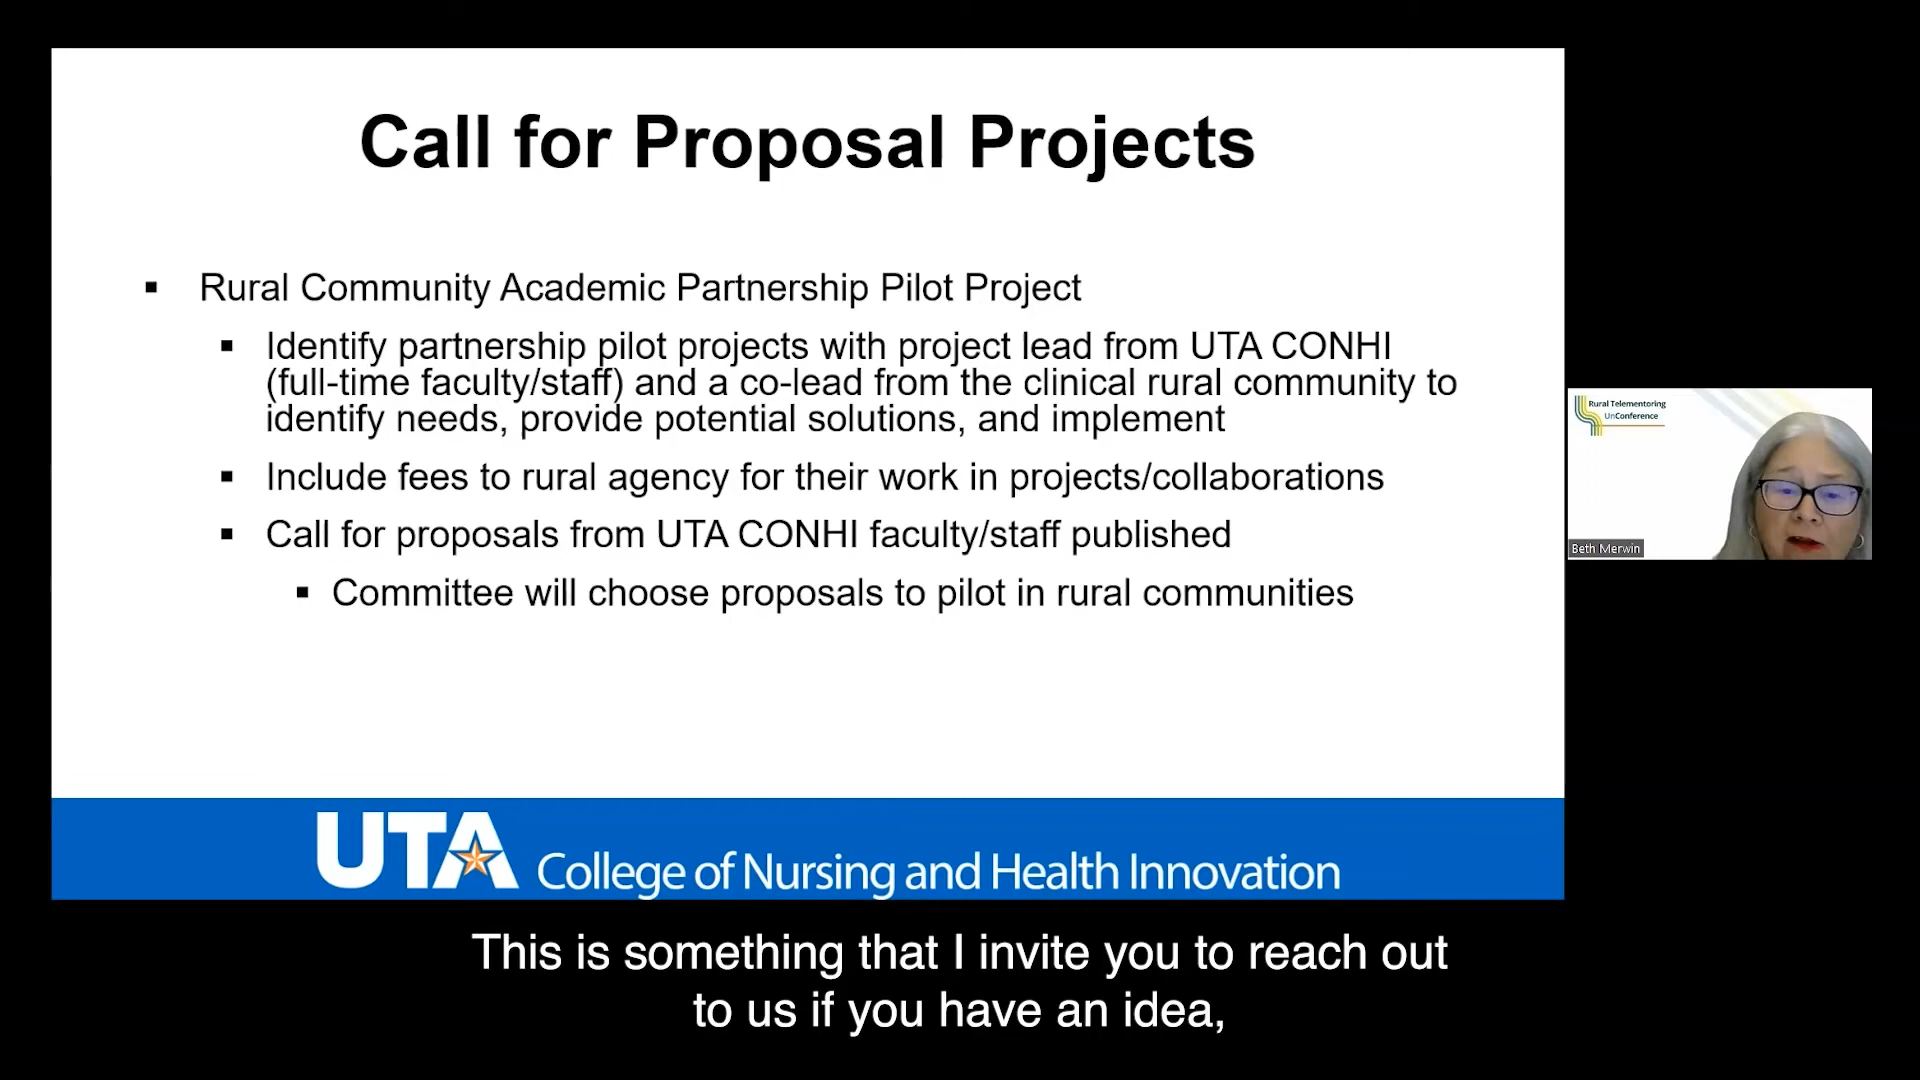 Call for Proposal Projects
▪ Rural Community Academic Partnership Pilot Project
▪ Identify partnership pilot projects with project lead from UTA CONHI
(full-time faculty/staff) and a co-lead from the clinical rural community to
identify needs, provide potential solutions, and implement
▪ Include fees to rural agency for their work in projects/collaborations
▪ Call for proposals from UTA CONHI faculty/staff published
▪ Committee will choose proposals to pilot in rural communities
Rural Telementoring
UnConference
Beth Merwin
UTA College of Nursing and Health Innovation
This is something that I invite you to reach out
to us if you have an idea,